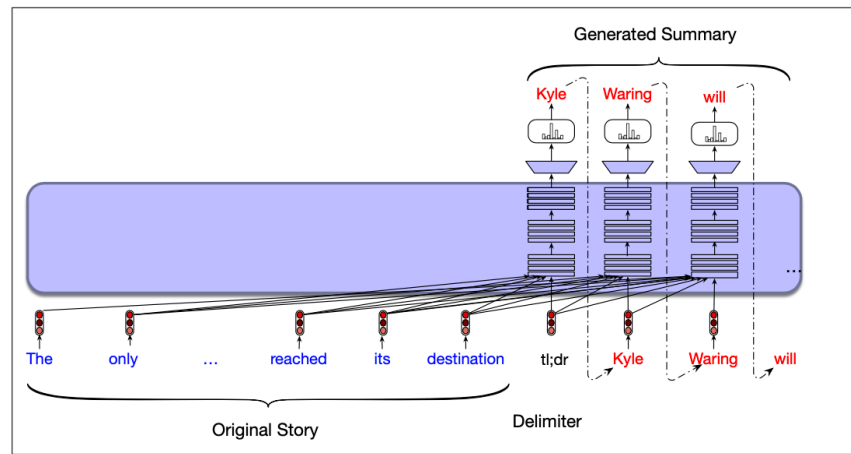 Generated Summary
Kyle Waring will
...
The only ... reached its destination tl;dr Kyle Waring will
Original Story
Delimiter